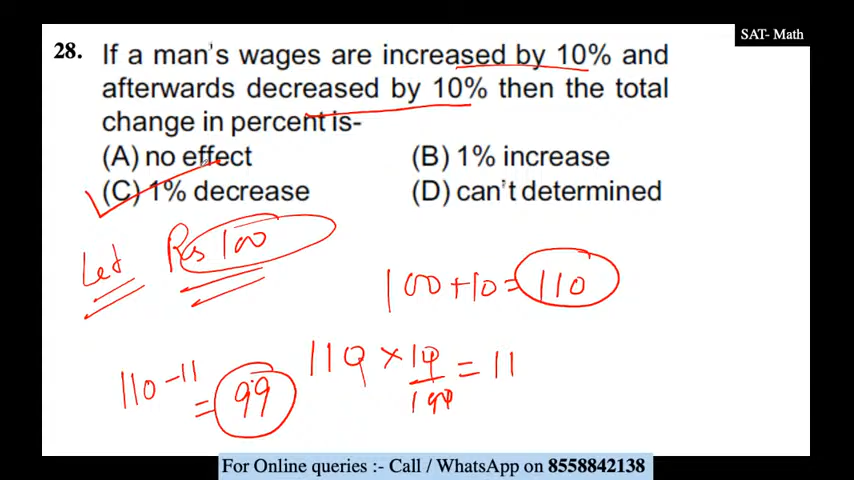 SAT- Math
28. If a man's wages are increased by 10% and
afterwards decreased by 10% then the total
change in percent is-
(A) no effect (B) 1% increase
(C) 1% decrease (D) can't determined
Let Rs 100
100+10=110
110 × 10/100 = 11
110-11
= 99
For Online queries :- Call / WhatsApp on 8558842138